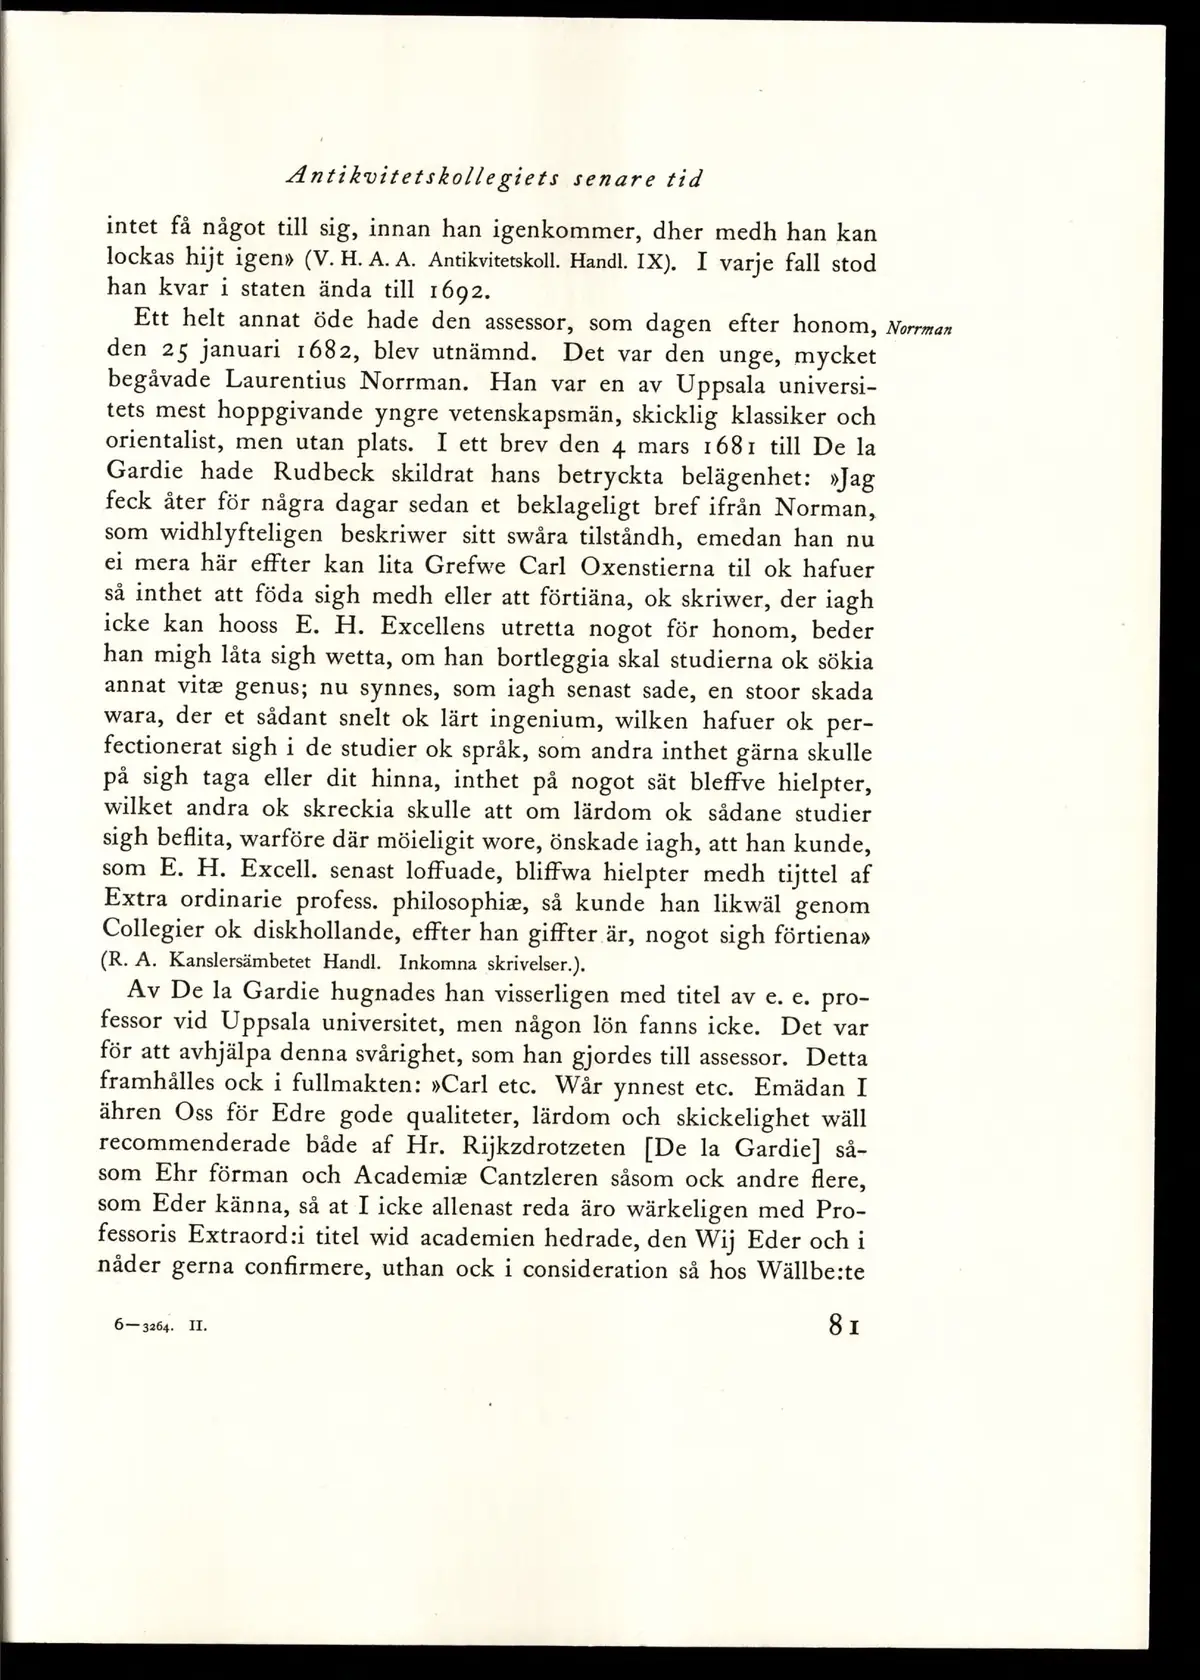 Antikvitetskollegiets senare tid
intet få något till sig, innan han igenkommer, dher medh han kan
lockas hijt igen» (V. H. A. A. Antikvitetskoll. Handl. IX). I varje fall stod
han kvar i staten ända till 1692.
Ett helt annat öde hade den assessor, som dagen efter honom, Norrman
den 25 januari 1682, blev utnämnd. Det var den unge, mycket
begåvade Laurentius Norrman. Han var en av Uppsala universi-
tets mest hoppgivande yngre vetenskapsmän, skicklig klassiker och
orientalist, men utan plats. I ett brev den 4 mars 1681 till De la
Gardie hade Rudbeck skildrat hans betryckta belägenhet: »Jag
feck åter för några dagar sedan et beklageligt bref ifrån Norman,
som widhlyfteligen beskriwer sitt swåra tilståndh, emedan han nu
ei mera här effter kan lita Grefwe Carl Oxenstierna til ok hafuer
så inthet att föda sigh medh eller att förtiäna, ok skriwer, der iagh
icke kan hooss E. H. Excellens utretta nogot för honom, beder
han migh låta sigh wetta, om han bortleggia skal studierna ok sökia
annat vitæ genus; nu synnes, som iagh senast sade, en stoor skada
wara, der et sådant snelt ok lärt ingenium, wilken hafuer ok per-
fectionerat sigh i de studier ok språk, som andra inthet gärna skulle
på sigh taga eller dit hinna, inthet på nogot sät bleffve hielpter,
wilket andra ok skreckia skulle att om lärdom ok sådane studier
sigh beflita, warföre där möieligit wore, önskade iagh, att han kunde,
som E. H. Excell. senast loffuade, bliffwa hielpter medh tijttel af
Extra ordinarie profess. philosophiæ, så kunde han likwäl genom
Collegier ok diskhollande, effter han giffter är, nogot sigh förtiena»
(R. A. Kanslersämbetet Handl. Inkomna skrivelser.).
Av De la Gardie hugnades han visserligen med titel av e. e. pro-
fessor vid Uppsala universitet, men någon lön fanns icke. Det var
för att avhjälpa denna svårighet, som han gjordes till assessor. Detta
framhålles ock i fullmakten: »Carl etc. Wår ynnest etc. Emädan I
ähren Oss för Edre gode qualiteter, lärdom och skickelighet wäll
recommenderade både af Hr. Rijkzdrotzeten [De la Gardie] så-
som Ehr förman och Academiæ Cantzleren såsom ock andre flere,
som Eder känna, så at I icke allenast reda äro wärkeligen med Pro-
fessoris Extraord:i titel wid academien hedrade, den Wij Eder och i
nåder gerna confirmere, uthan ock i consideration så hos Wällbe:te
6—3264. II. 81